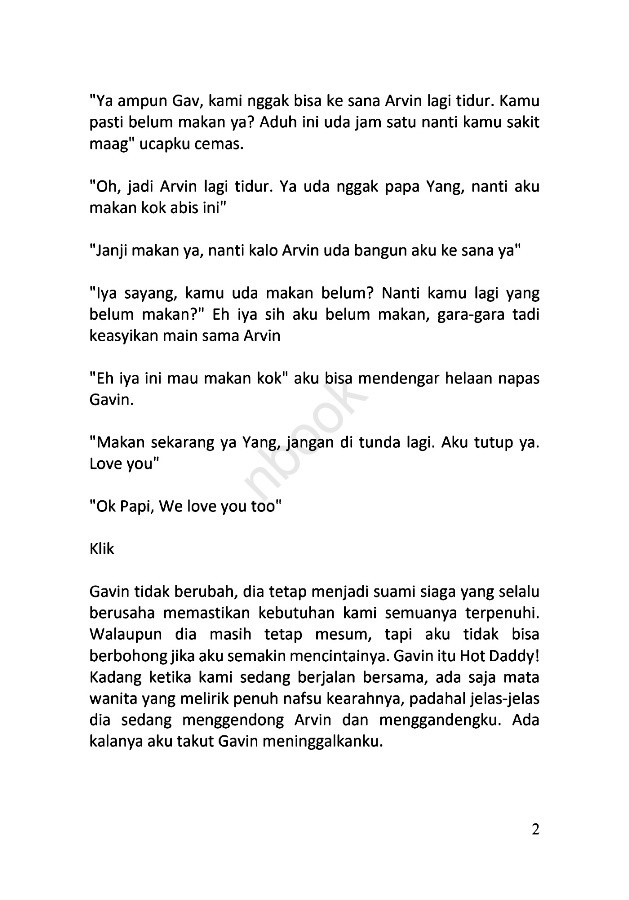 "Ya ampun Gav, kami nggak bisa ke sana Arvin lagi tidur. Kamu
pasti belum makan ya? Aduh ini uda jam satu nanti kamu sakit
maag" ucapku cemas.
"Oh, jadi Arvin lagi tidur. Ya uda nggak papa Yang, nanti aku
makan kok abis ini"
"Janji makan ya, nanti kalo Arvin uda bangun aku ke sana ya"
"Iya sayang, kamu uda makan belum? Nanti kamu lagi yang
belum makan?" Eh iya sih aku belum makan, gara-gara tadi
keasyikan main sama Arvin
"Eh iya ini mau makan kok" aku bisa mendengar helaan napas
Gavin.
"Makan sekarang ya Yang, jangan di tunda lagi. Aku tutup ya.
Love you"
"Ok Papi, We love you too"
Klik
Gavin tidak berubah, dia tetap menjadi suami siaga yang selalu
berusaha memastikan kebutuhan kami semuanya terpenuhi.
Walaupun dia masih tetap mesum, tapi aku tidak bisa
berbohong jika aku semakin mencintainya. Gavin itu Hot Daddy!
Kadang ketika kami sedang berjalan bersama, ada saja mata
wanita yang melirik penuh nafsu kearahnya, padahal jelas-jelas
dia sedang menggendong Arvin dan menggandengku. Ada
kalanya aku takut Gavin meninggalkanku.
nbook
2